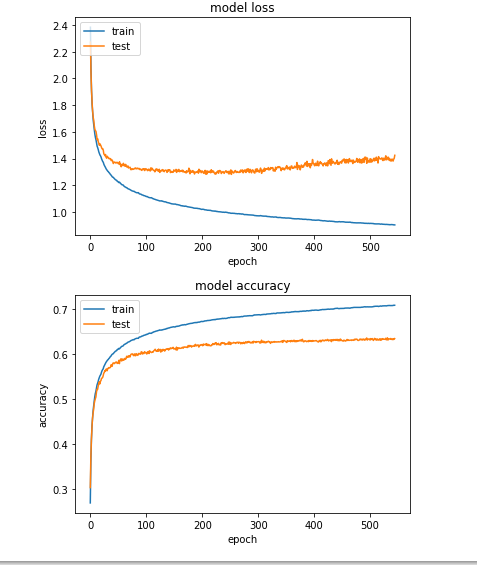 model loss
2.4
2.2
2.0
1.8
1.6
1.4
1.2
1.0
loss
train
test
0 100 200 300 400 500
epoch
model accuracy
0.7
0.6
0.5
0.4
0.3
accuracy
train
test
0 100 200 300 400 500
epoch